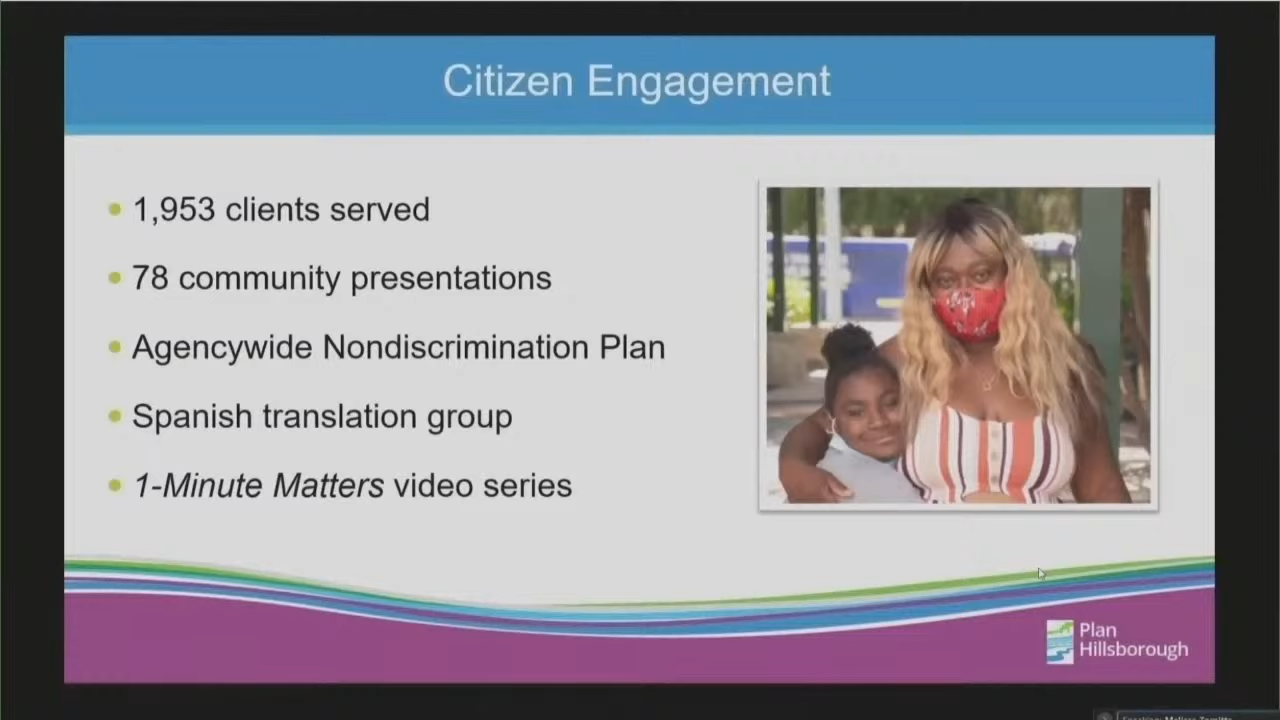 Citizen Engagement
1,953 clients served
78 community presentations
Agencywide Nondiscrimination Plan
Spanish translation group
1-Minute Matters video series
Plan
Hillsborough